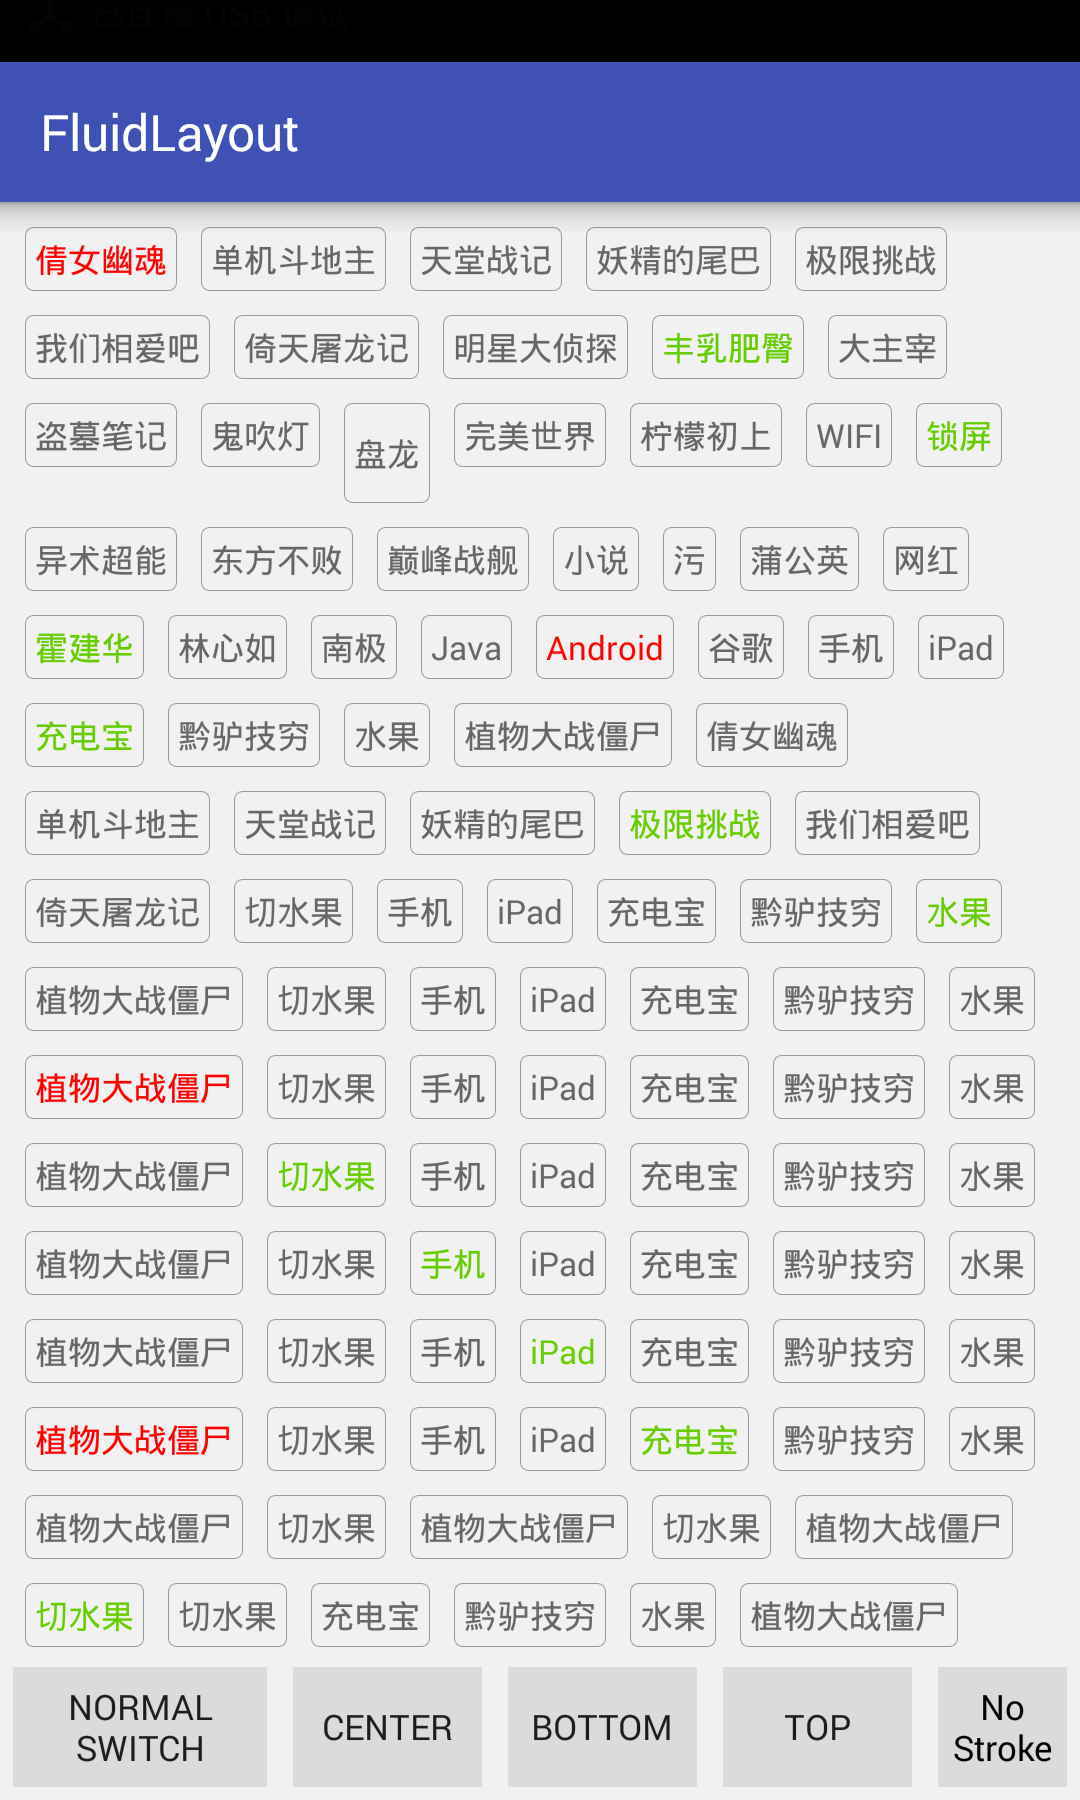 已连接 USB 调试
FluidLayout
倩女幽魂 单机斗地主 天堂战记 妖精的尾巴 极限挑战
我们相爱吧 倚天屠龙记 明星大侦探 丰乳肥臀 大主宰
盗墓笔记 鬼吹灯 盘龙 完美世界 柠檬初上 WIFI 锁屏
异术超能 东方不败 巅峰战舰 小说 污 蒲公英 网红
霍建华 林心如 南极 Java Android 谷歌 手机 iPad
充电宝 黔驴技穷 水果 植物大战僵尸 倩女幽魂
单机斗地主 天堂战记 妖精的尾巴 极限挑战 我们相爱吧
倚天屠龙记 切水果 手机 iPad 充电宝 黔驴技穷 水果
植物大战僵尸 切水果 手机 iPad 充电宝 黔驴技穷 水果
植物大战僵尸 切水果 手机 iPad 充电宝 黔驴技穷 水果
植物大战僵尸 切水果 手机 iPad 充电宝 黔驴技穷 水果
植物大战僵尸 切水果 手机 iPad 充电宝 黔驴技穷 水果
植物大战僵尸 切水果 手机 iPad 充电宝 黔驴技穷 水果
植物大战僵尸 切水果 手机 iPad 充电宝 黔驴技穷 水果
植物大战僵尸 切水果 植物大战僵尸 切水果 植物大战僵尸
切水果 切水果 充电宝 黔驴技穷 水果 植物大战僵尸
NORMAL
SWITCH
CENTER
BOTTOM
TOP
No
Stroke